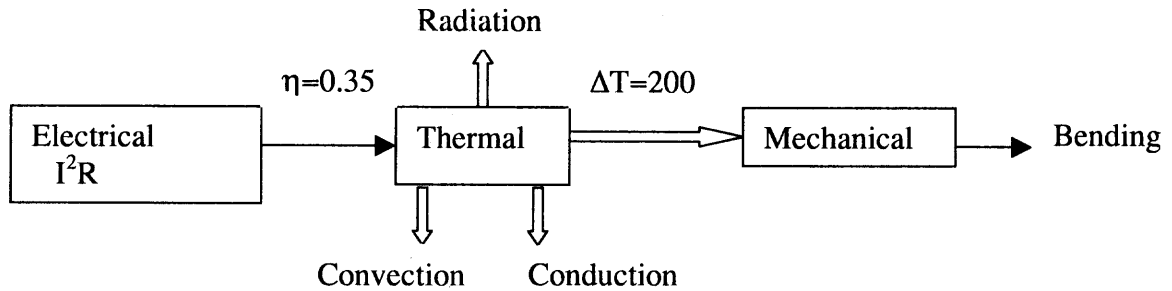 Radiation
η=0.35
ΔT=200
Electrical
I²R
Thermal
Mechanical
Bending
Convection
Conduction